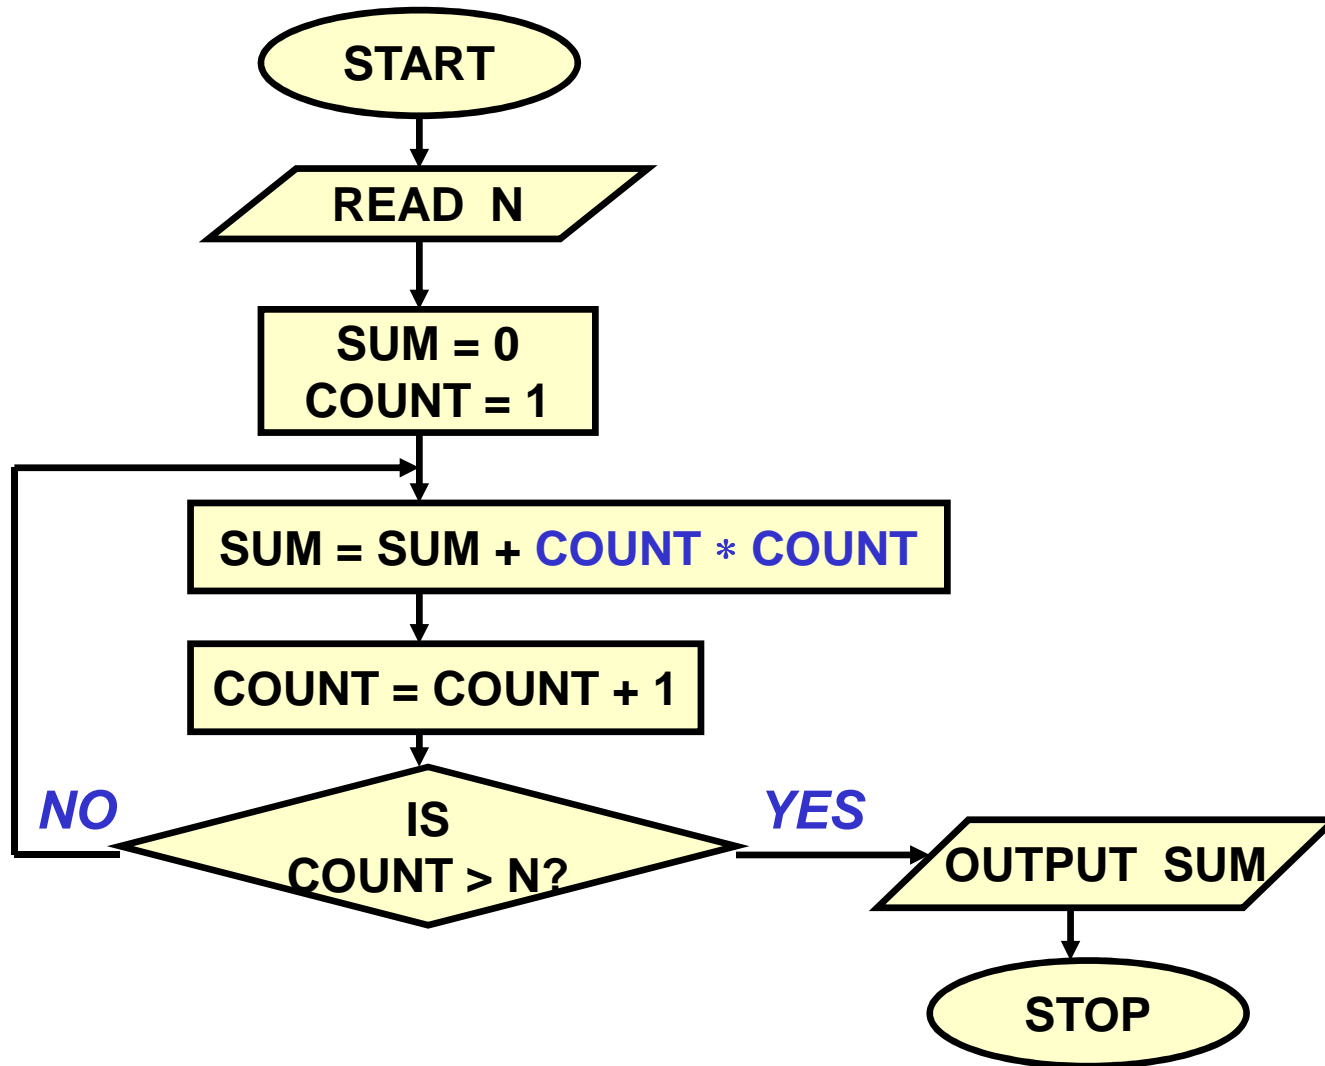 START
READ N
SUM = 0
COUNT = 1
SUM = SUM + COUNT * COUNT
COUNT = COUNT + 1
IS
COUNT > N?
NO
YES
OUTPUT SUM
STOP